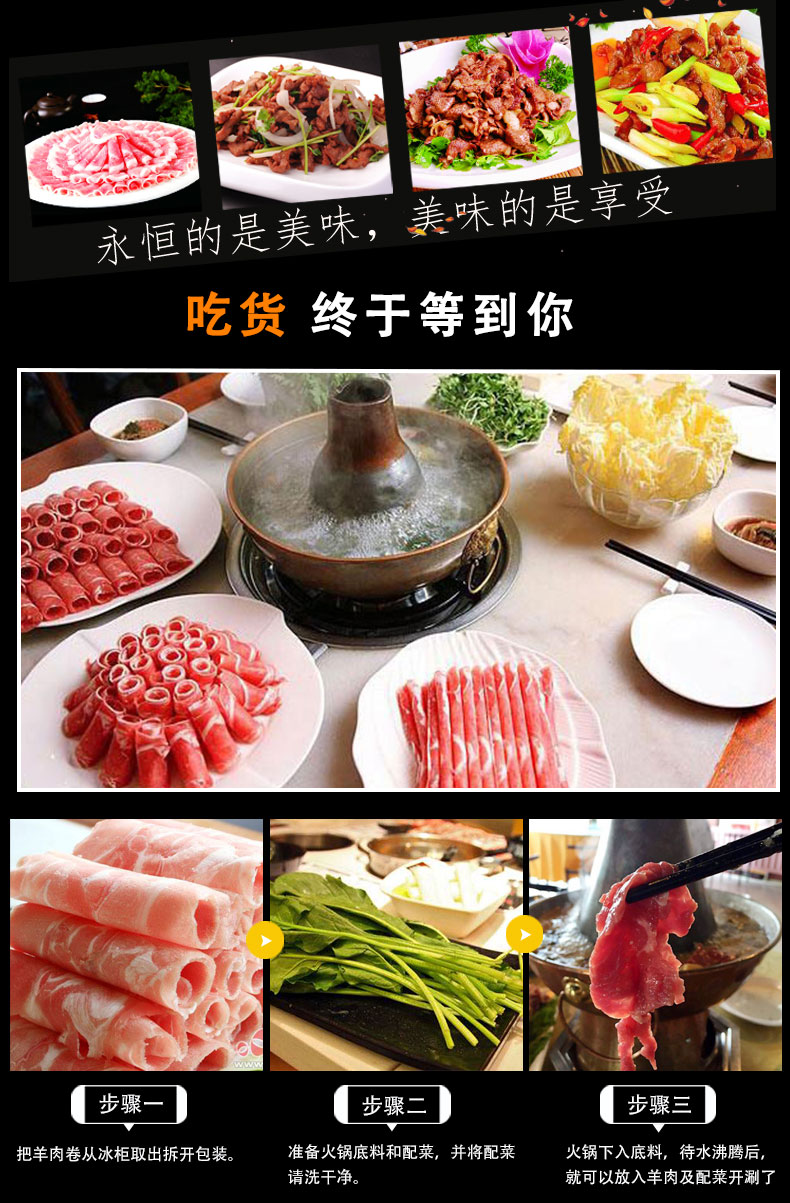 永恒的是美味，美味的是享受
吃货 终于等到你
步骤一
把羊肉卷从冰柜取出拆开包装。
步骤二
准备火锅底料和配菜，并将配菜
请洗干净。
步骤三
火锅下入底料，待水沸腾后，
就可以放入羊肉及配菜开涮了